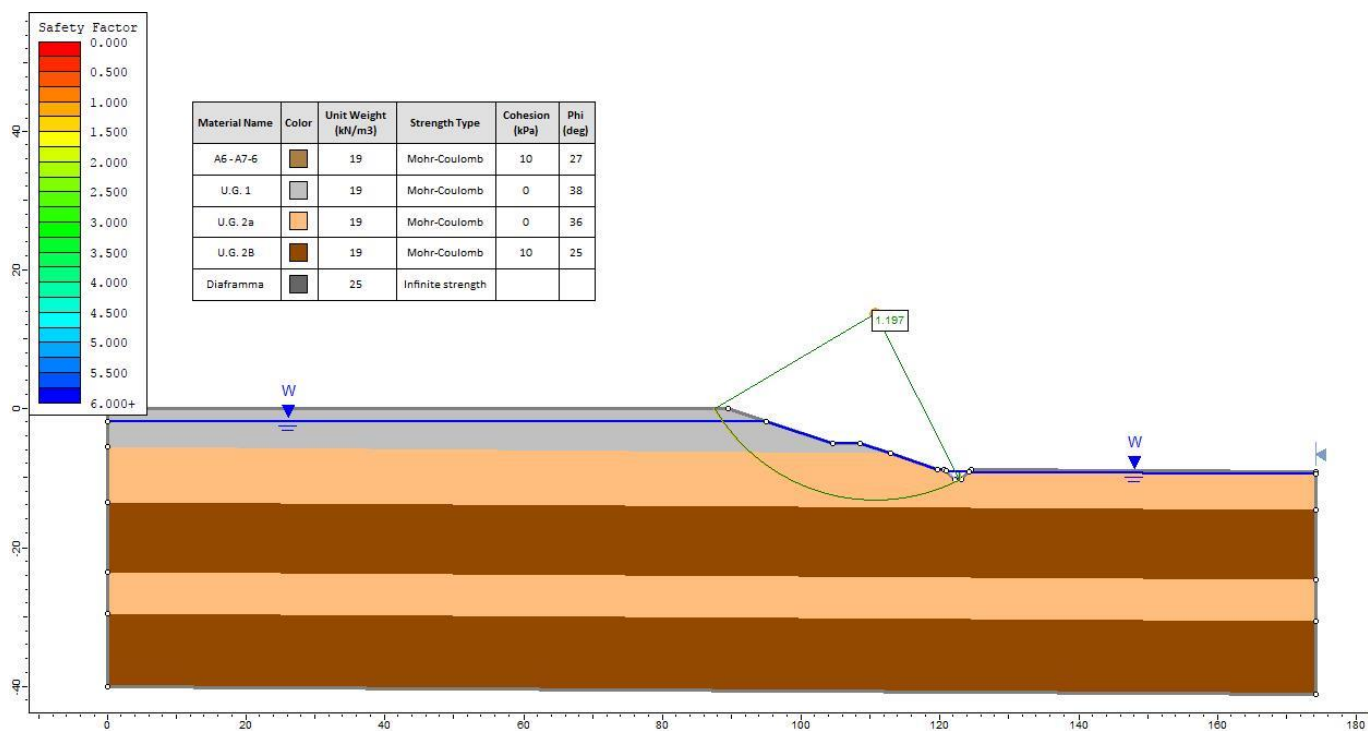 Safety Factor
0.000
0.500
1.000
1.500
2.000
2.500
3.000
3.500
4.000
4.500
5.000
5.500
6.000+
Material Name Color Unit Weight (kN/m3) Strength Type Cohesion (kPa) Phi (deg)
A6 - A7-6 19 Mohr-Coulomb 10 27
U.G. 1 19 Mohr-Coulomb 0 38
U.G. 2a 19 Mohr-Coulomb 0 36
U.G. 2B 19 Mohr-Coulomb 10 25
Diaframma 25 Infinite strength
1.197
W
W
40
20
0
-20
-40
0 20 40 60 80 100 120 140 160 180